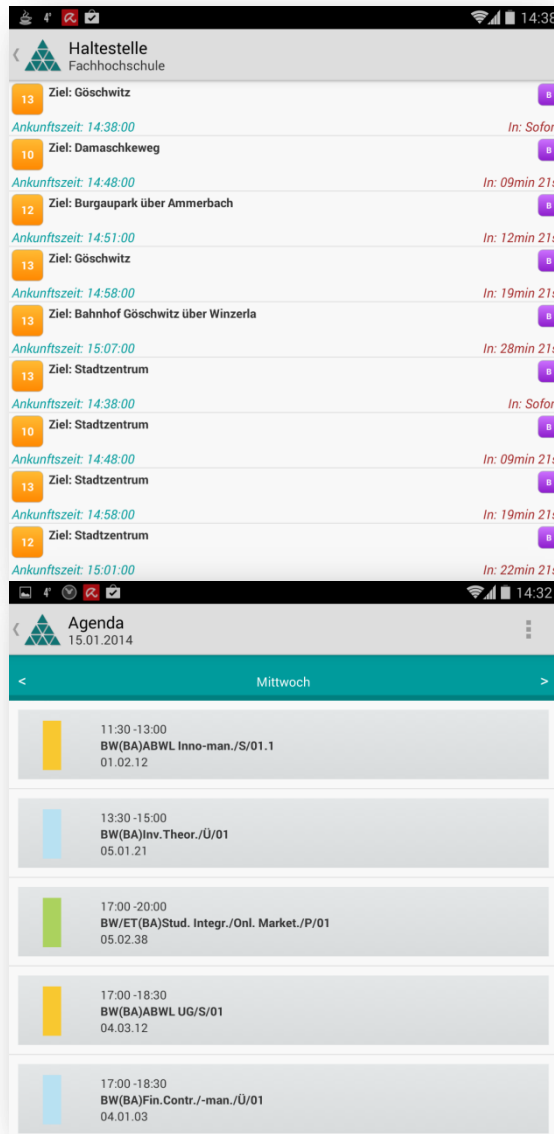 4° 14:38
Haltestelle
Fachhochschule
13 Ziel: Göschwitz B
Ankunftszeit: 14:38:00 In: Sofor
10 Ziel: Damaschkeweg B
Ankunftszeit: 14:48:00 In: 09min 21s
12 Ziel: Burgaupark über Ammerbach B
Ankunftszeit: 14:51:00 In: 12min 21s
13 Ziel: Göschwitz B
Ankunftszeit: 14:58:00 In: 19min 21s
13 Ziel: Bahnhof Göschwitz über Winzerla B
Ankunftszeit: 15:07:00 In: 28min 21s
13 Ziel: Stadtzentrum B
Ankunftszeit: 14:38:00 In: Sofor
10 Ziel: Stadtzentrum B
Ankunftszeit: 14:48:00 In: 09min 21s
13 Ziel: Stadtzentrum B
Ankunftszeit: 14:58:00 In: 19min 21s
12 Ziel: Stadtzentrum B
Ankunftszeit: 15:01:00 In: 22min 21s
4° 14:32
Agenda
15.01.2014
< Mittwoch >
11:30 -13:00
BW(BA)ABWL Inno-man./S/01.1
01.02.12
13:30 -15:00
BW(BA)Inv.Theor./Ü/01
05.01.21
17:00 -20:00
BW/ET(BA)Stud. Integr./Onl. Market./P/01
05.02.38
17:00 -18:30
BW(BA)ABWL UG/S/01
04.03.12
17:00 -18:30
BW(BA)Fin.Contr./-man./Ü/01
04.01.03